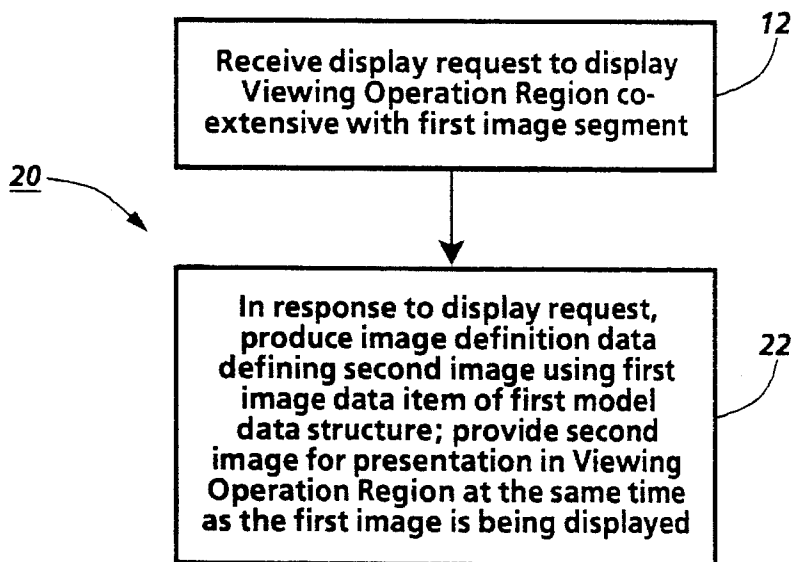 12
Receive display request to display
Viewing Operation Region co-
extensive with first image segment
20
In response to display request,
produce image definition data
defining second image using first
image data item of first model
data structure; provide second
image for presentation in Viewing
Operation Region at the same time
as the first image is being displayed
22